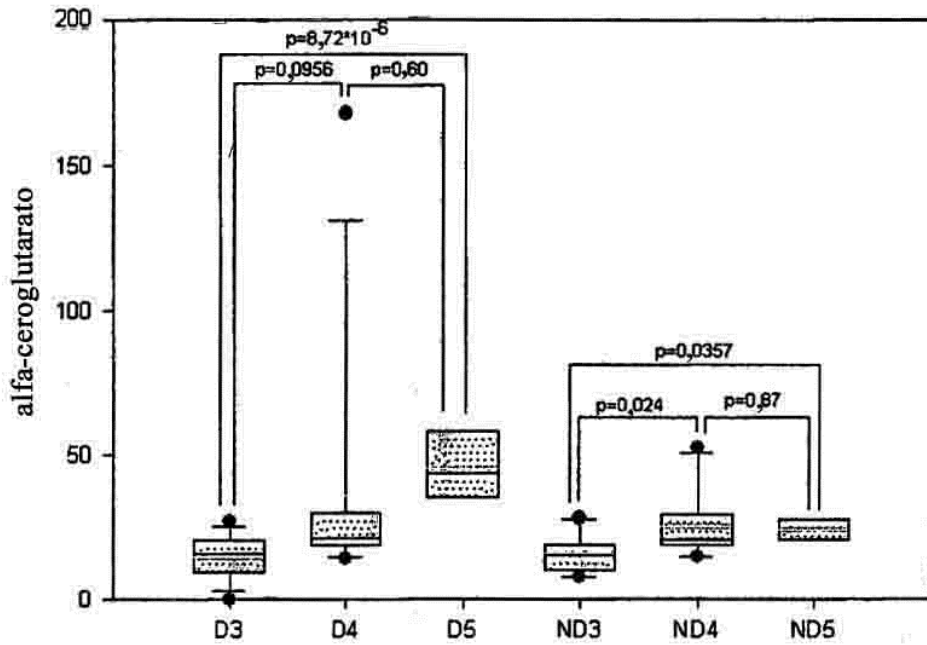 200
p=8,72*10-6
p=0,0956
p=0,60
150
alfa-ceroglutarato
100
p=0,0357
p=0,024
p=0,87
50
0
D3
D4
D5
ND3
ND4
ND5